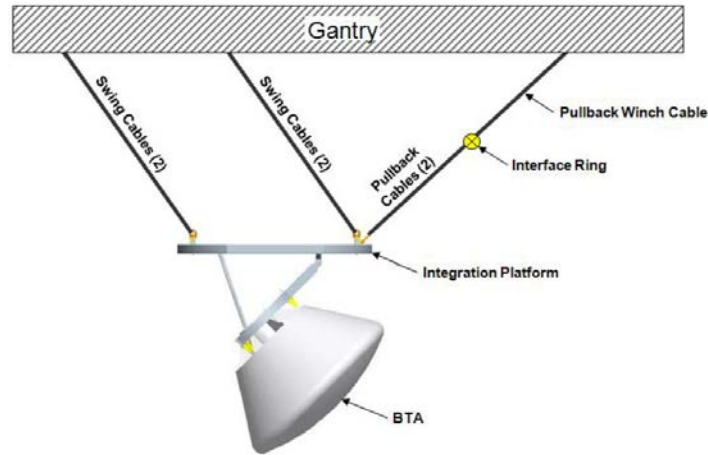 Gantry
Swing Cables (2)
Swing Cables (2)
Pullback
Cables (2)
Pullback Winch Cable
Interface Ring
Integration Platform
BTA